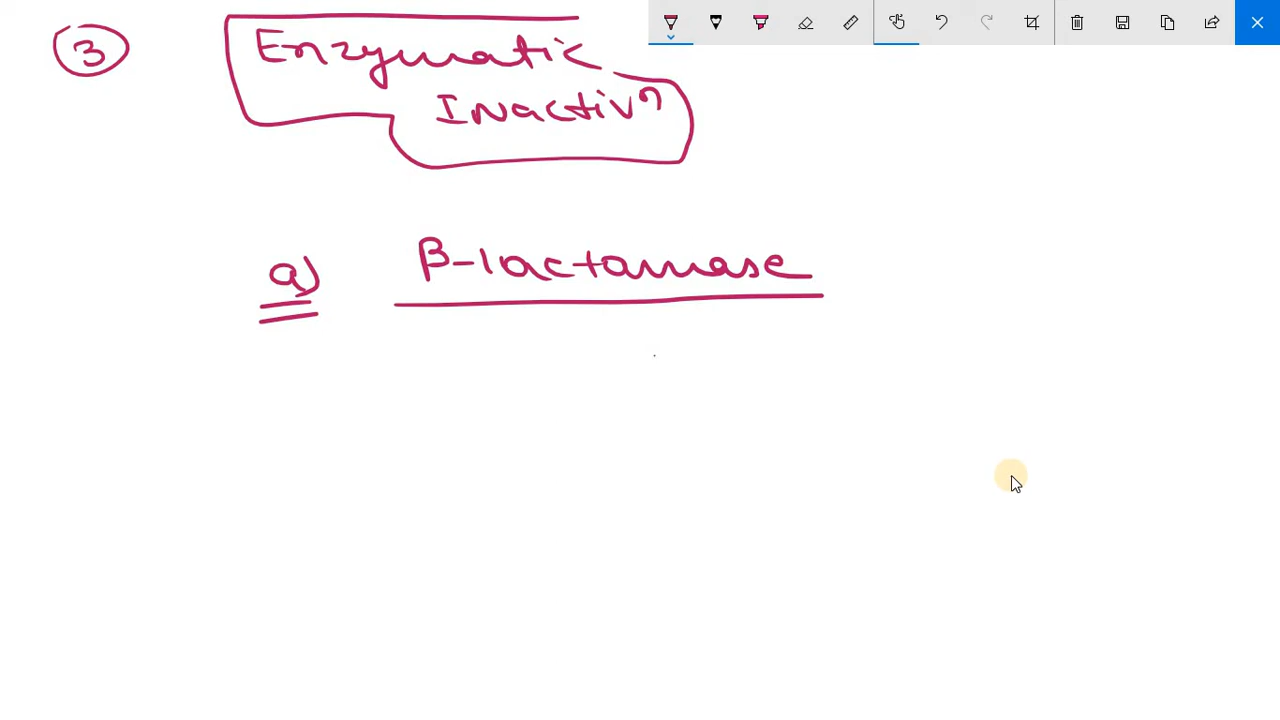 3
Enzymatic
Inactivⁿ
a) β-lactamase